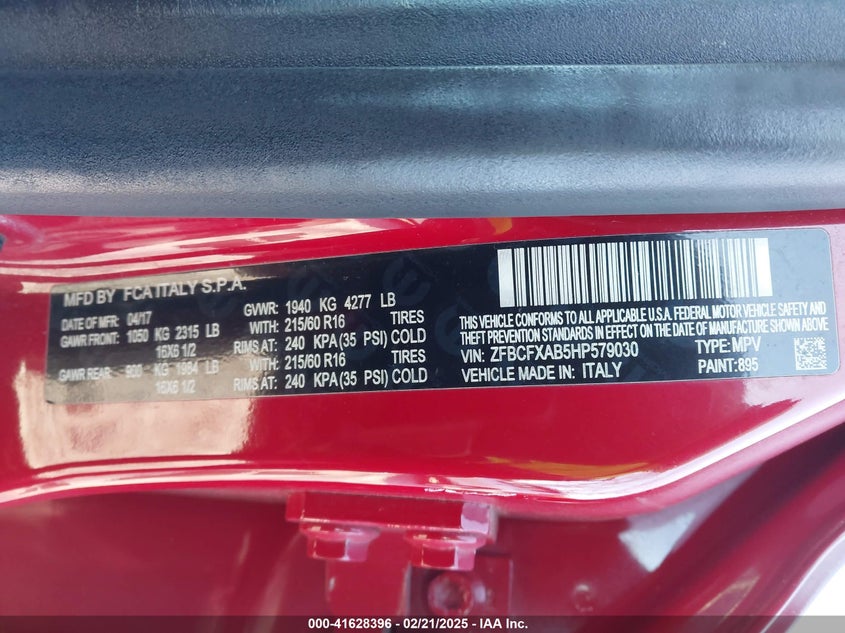 MFD BY FCA ITALY S.P.A.
DATE OF MFR: 04/17 GVWR: 1940 KG 4277 LB
GAWR FRONT: 1050 KG 2315 LB WITH: 215/60 R16 TIRES
16X6 1/2 RIMS AT: 240 KPA(35 PSI) COLD
GAWR REAR: 900 KG 1984 LB WITH: 215/60 R16 TIRES
16X6 1/2 RIMS AT: 240 KPA(35 PSI) COLD
THIS VEHICLE CONFORMS TO ALL APPLICABLE U.S.A. FEDERAL MOTOR VEHICLE SAFETY AND
THEFT PREVENTION STANDARDS IN EFFECT ON THE DATE OF MANUFACTURE SHOWN ABOVE.
VIN: ZFBCFXAB5HP579030 TYPE: MPV
VEHICLE MADE IN: ITALY PAINT: 895
000-41628396 - 02/21/2025 - IAAI.COM